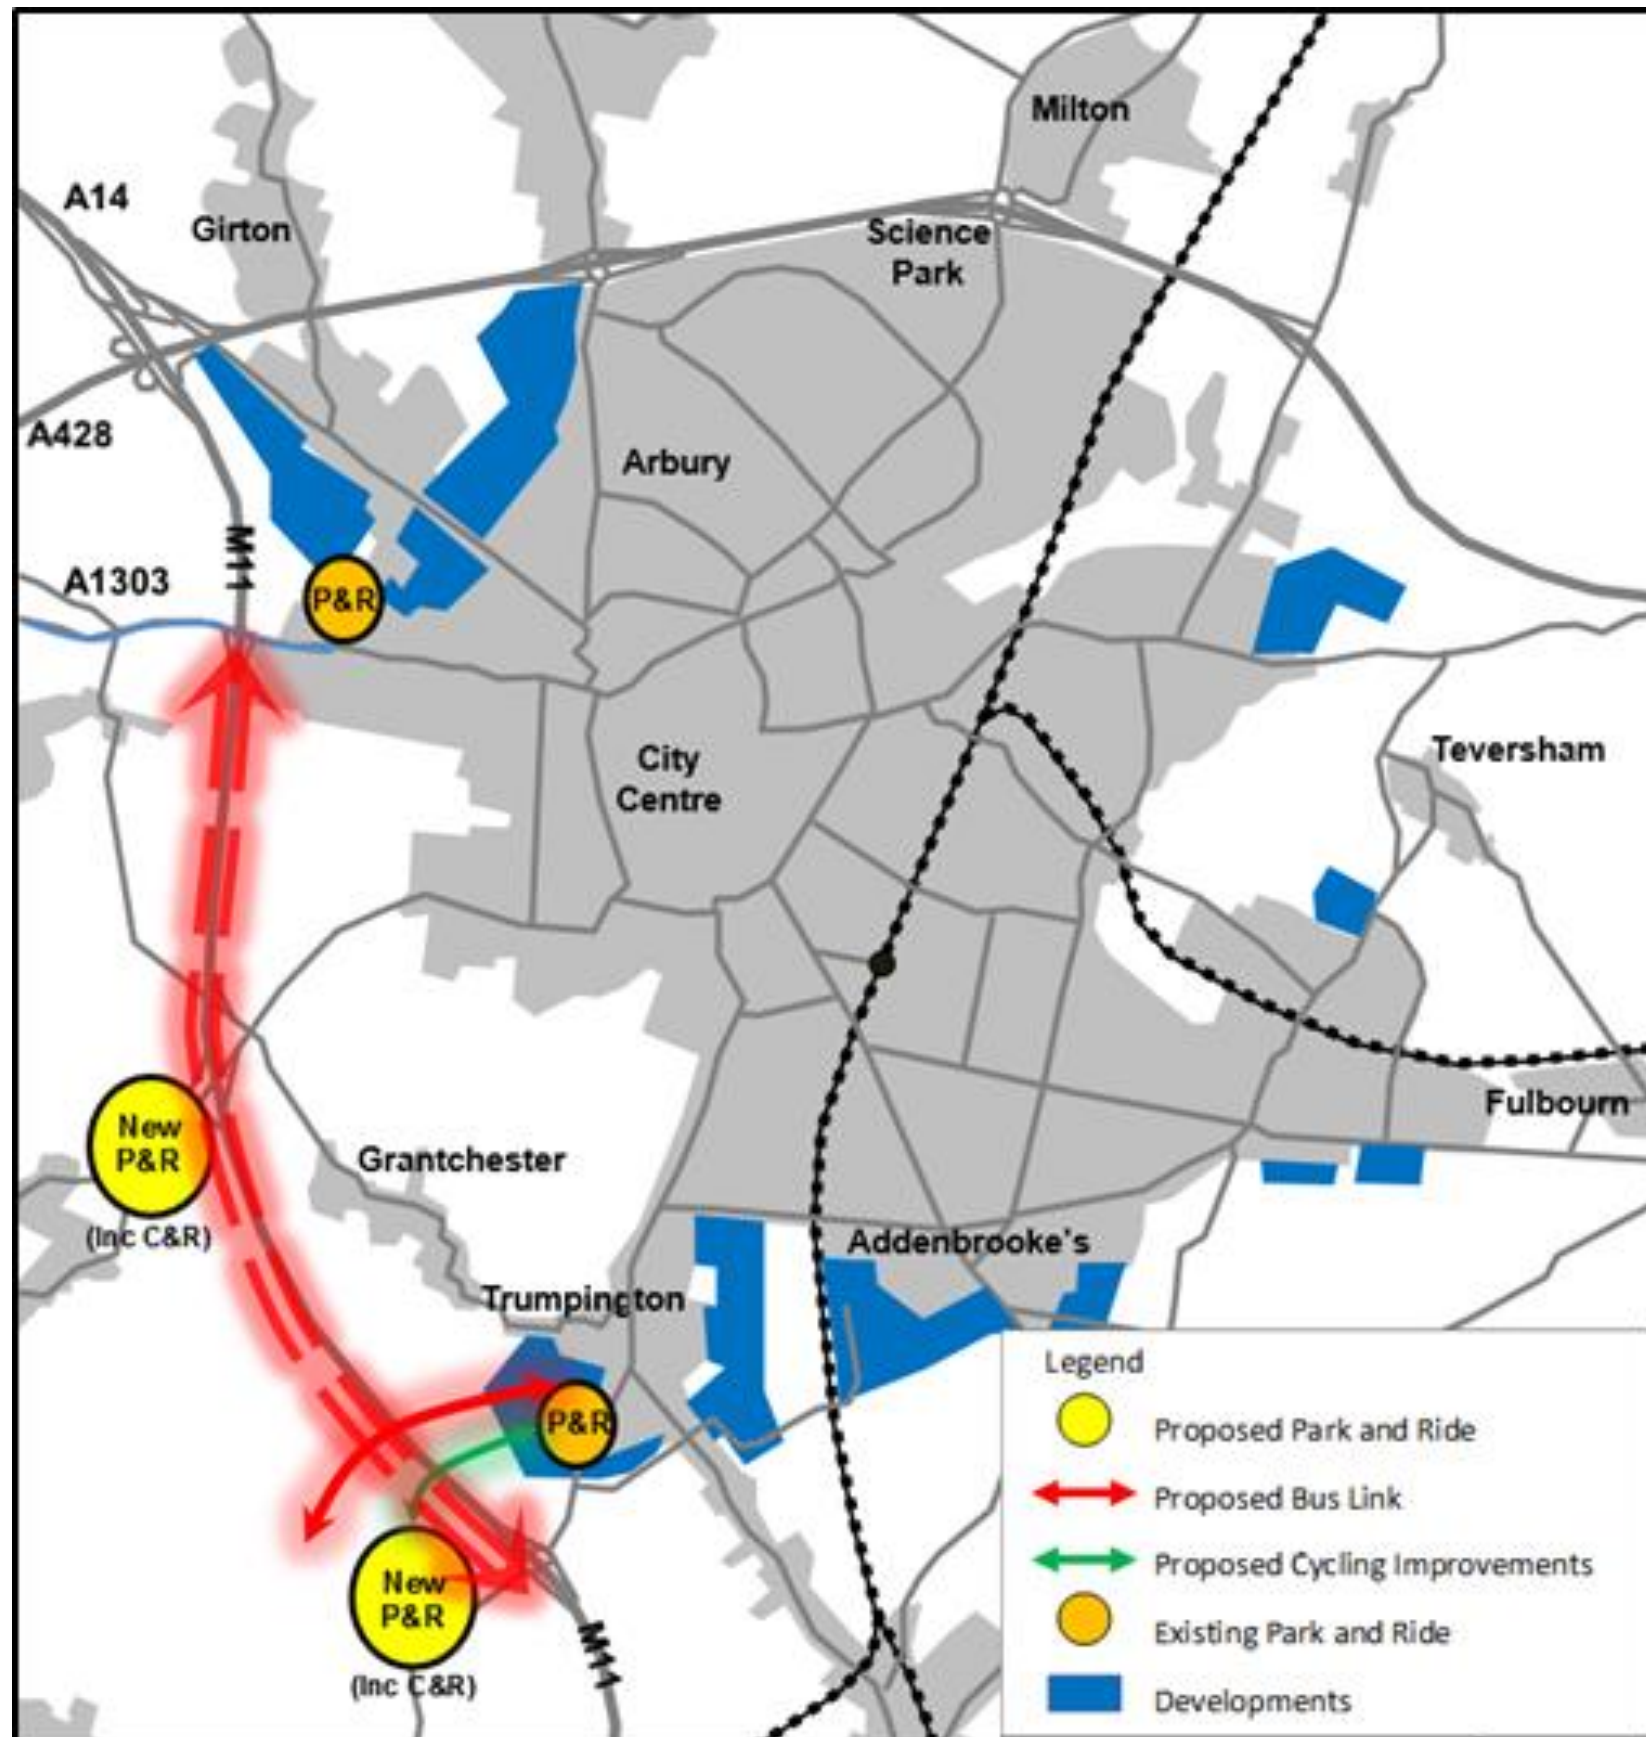 Milton
A14
Girton
Science
Park
A428
Arbury
M11
A1303
P&R
City
Centre
Teversham
New
P&R
(Inc C&R)
Grantchester
Fulbourn
Addenbrooke's
Trumpington
P&R
New
P&R
(Inc C&R)
M11
Legend
Proposed Park and Ride
Proposed Bus Link
Proposed Cycling Improvements
Existing Park and Ride
Developments